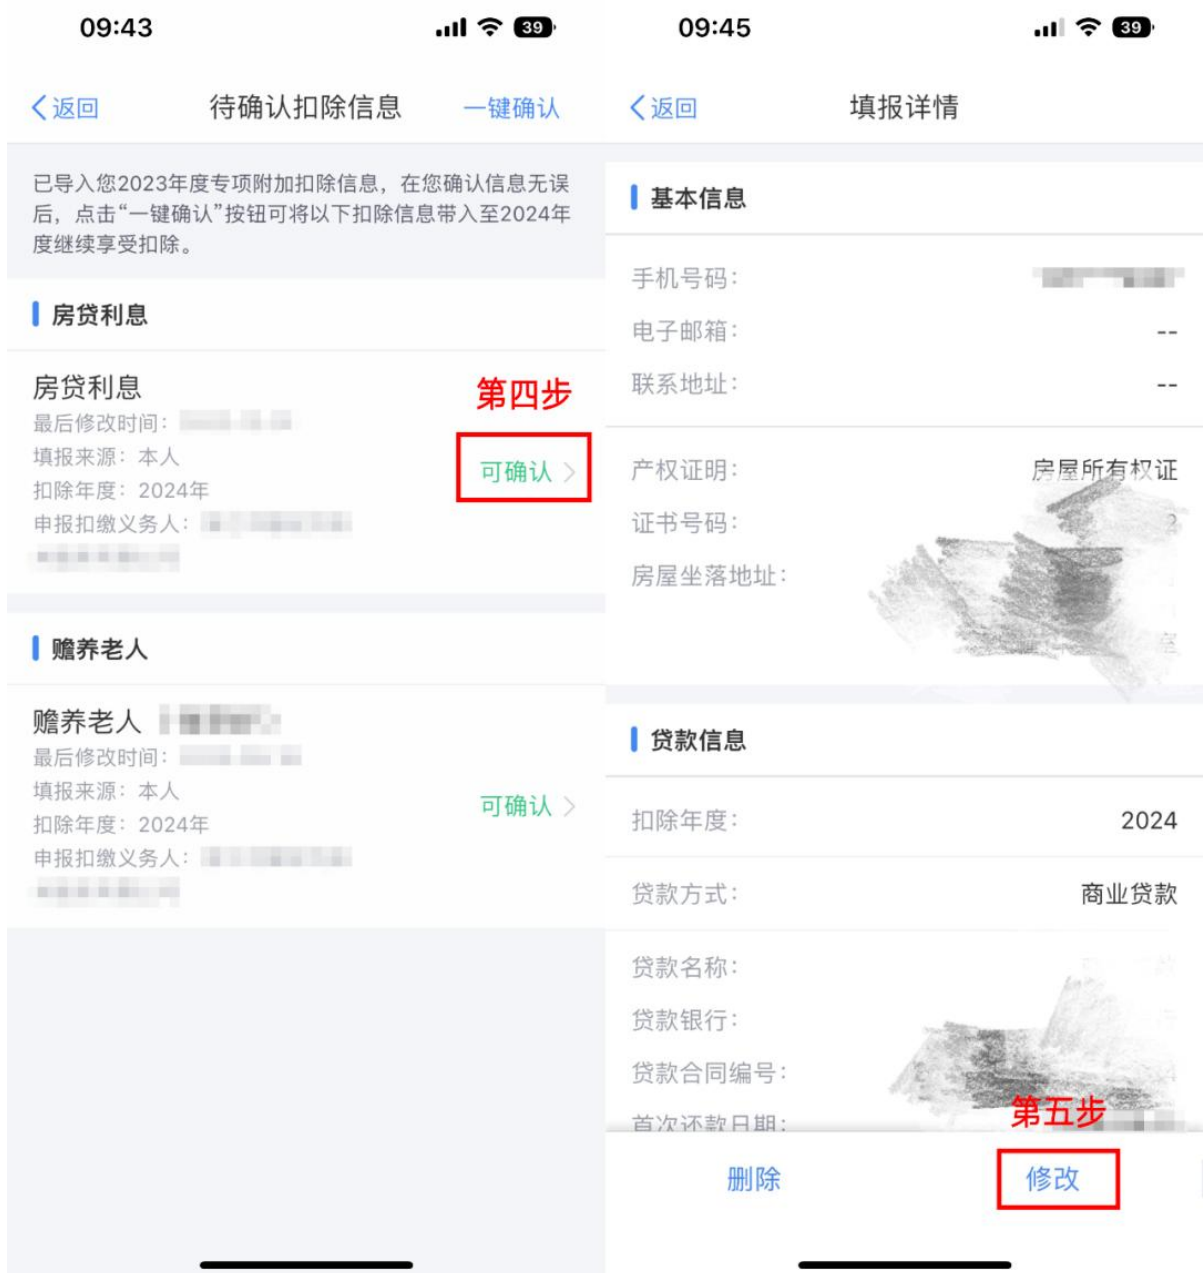 09:43
39
返回
待确认扣除信息
一键确认
已导入您2023年度专项附加扣除信息，在您确认信息无误
后，点击“一键确认”按钮可将以下扣除信息带入至2024年
度继续享受扣除。
房贷利息
房贷利息
第四步
最后修改时间：
填报来源：本人
可确认
扣除年度：2024年
申报扣缴义务人：
赡养老人
赡养老人
最后修改时间：
填报来源：本人
可确认
扣除年度：2024年
申报扣缴义务人：
09:45
39
返回
填报详情
基本信息
手机号码：
电子邮箱：
--
联系地址：
--
产权证明：
房屋所有权证
证书号码：
房屋坐落地址：
贷款信息
扣除年度：
2024
贷款方式：
商业贷款
贷款名称：
贷款银行：
贷款合同编号：
首次还款日期：
第五步
删除
修改